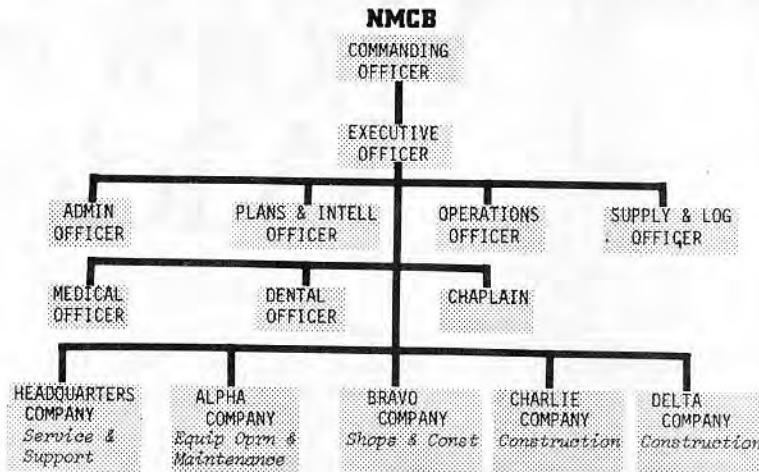 NMCB
COMMANDING
OFFICER
EXECUTIVE
OFFICER
ADMIN
OFFICER
PLANS & INTELL
OFFICER
OPERATIONS
OFFICER
SUPPLY & LOG
OFFICER
MEDICAL
OFFICER
DENTAL
OFFICER
CHAPLAIN
HEADQUARTERS
COMPANY
Service &
Support
ALPHA
COMPANY
Equip Oprn &
Maintenance
BRAVO
COMPANY
Shops & Const
CHARLIE
COMPANY
Construction
DELTA
COMPANY
Construction